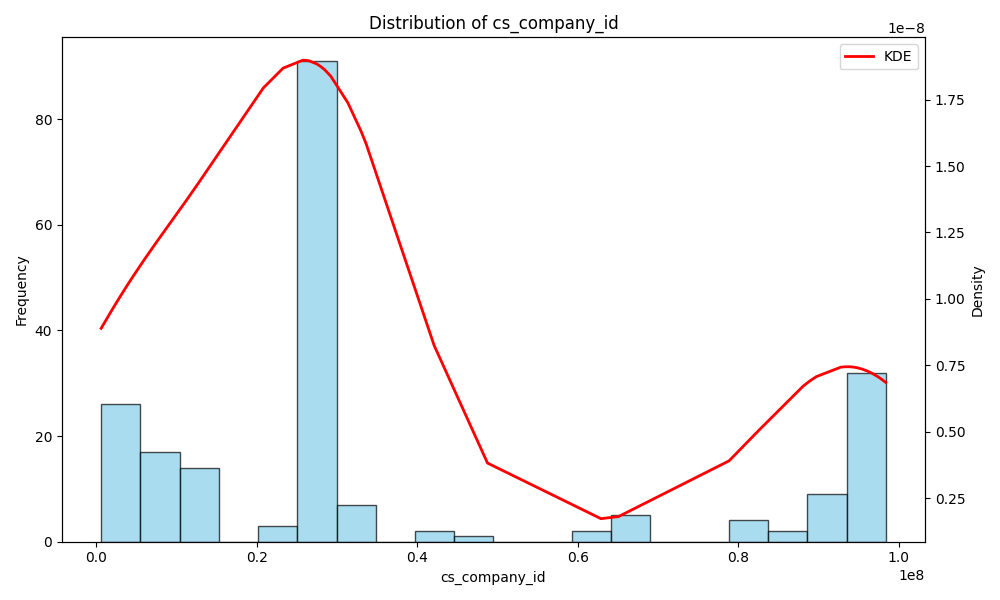 Distribution of cs_company_id
1e−8
KDE
Frequency
80
60
40
20
0
1.75
1.50
1.25
1.00
0.75
0.50
0.25
Density
0.0 0.2 0.4 0.6 0.8 1.0
cs_company_id
1e8